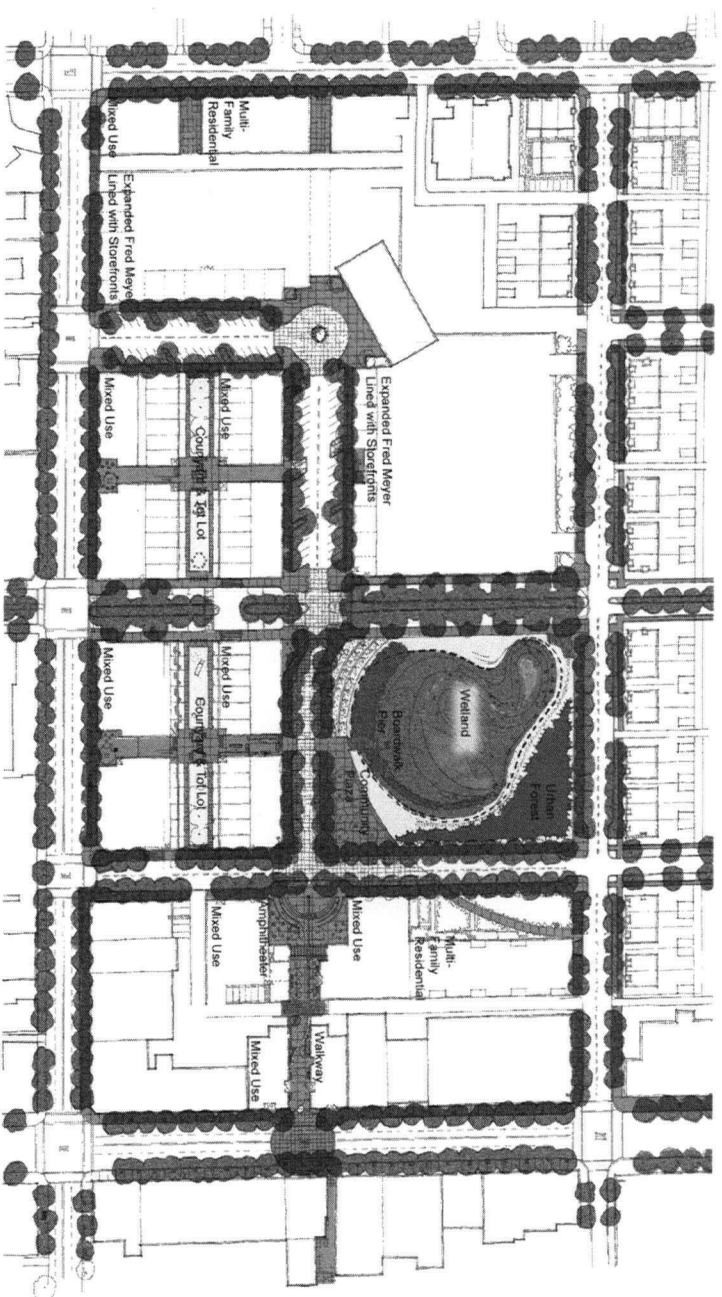 Urban
Forest
Wetland
Multi-
Family
Residential
Boardwalk
Pier
Expanded Fred Meyer
Lined with Storefronts
Community
Plaza
Mixed Use
Walkway
Amphitheater
Mixed Use
Multi-
Family
Residential
Mixed Use
Mixed Use
Mixed Use
Courtyard & Tot Lot
Courtyard & Tot Lot
Expanded Fred Meyer
Lined with Storefronts
Mixed Use
Mixed Use
Mixed Use